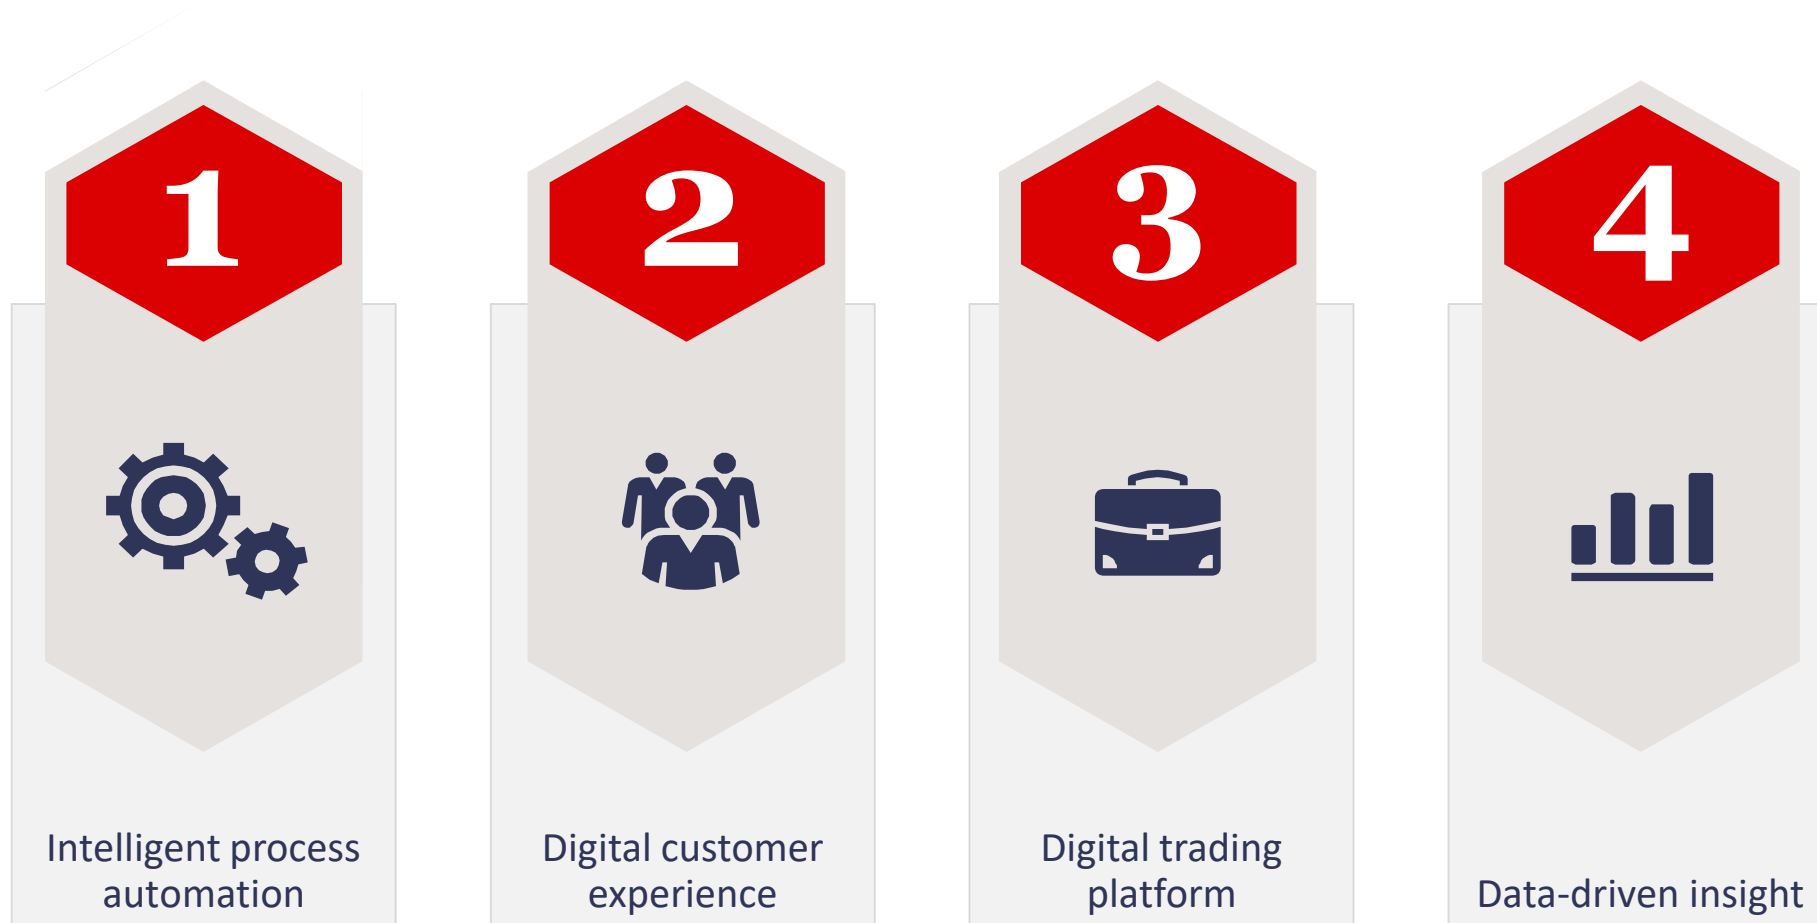 1
2
3
4
Intelligent process
automation
Digital customer
experience
Digital trading
platform
Data-driven insight